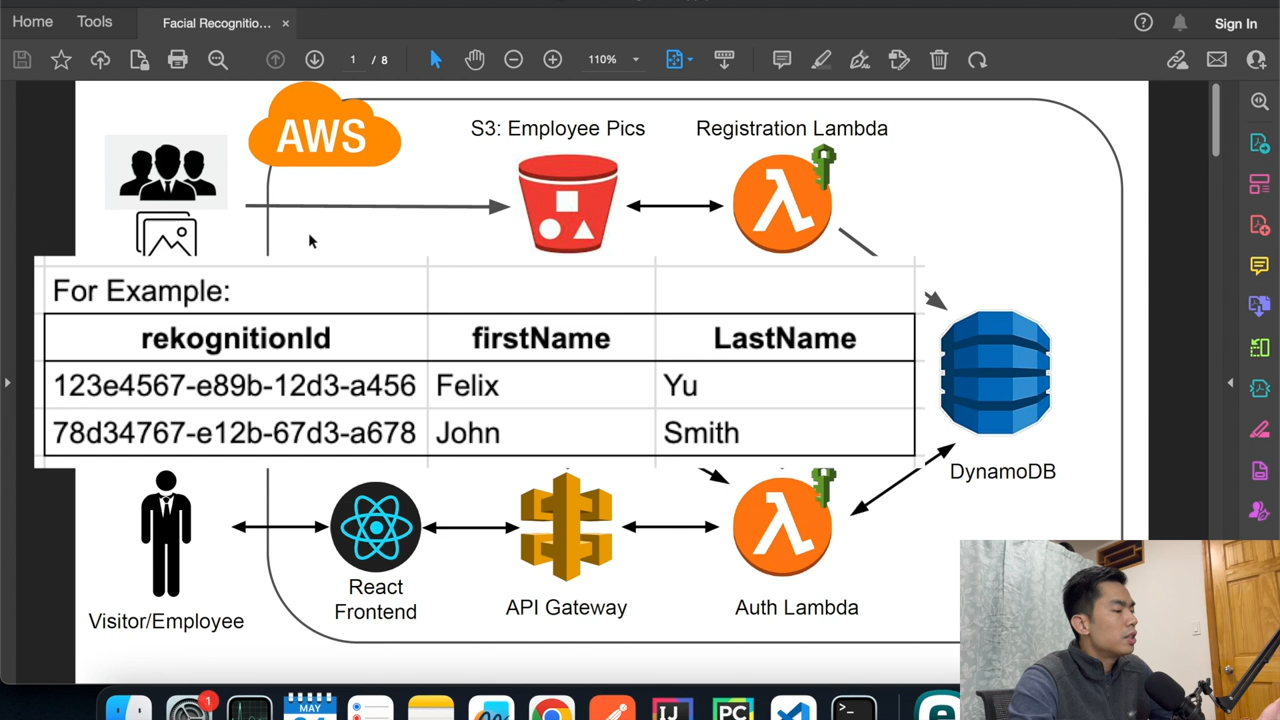 Home
Tools
Facial Recognitio...
Sign In
1 / 8
110%
AWS
S3: Employee Pics
Registration Lambda
For Example:
rekognitionId firstName LastName
123e4567-e89b-12d3-a456 Felix Yu
78d34767-e12b-67d3-a678 John Smith
DynamoDB
Visitor/Employee
React
Frontend
API Gateway
Auth Lambda
1
MAY
IJ
PC
>_